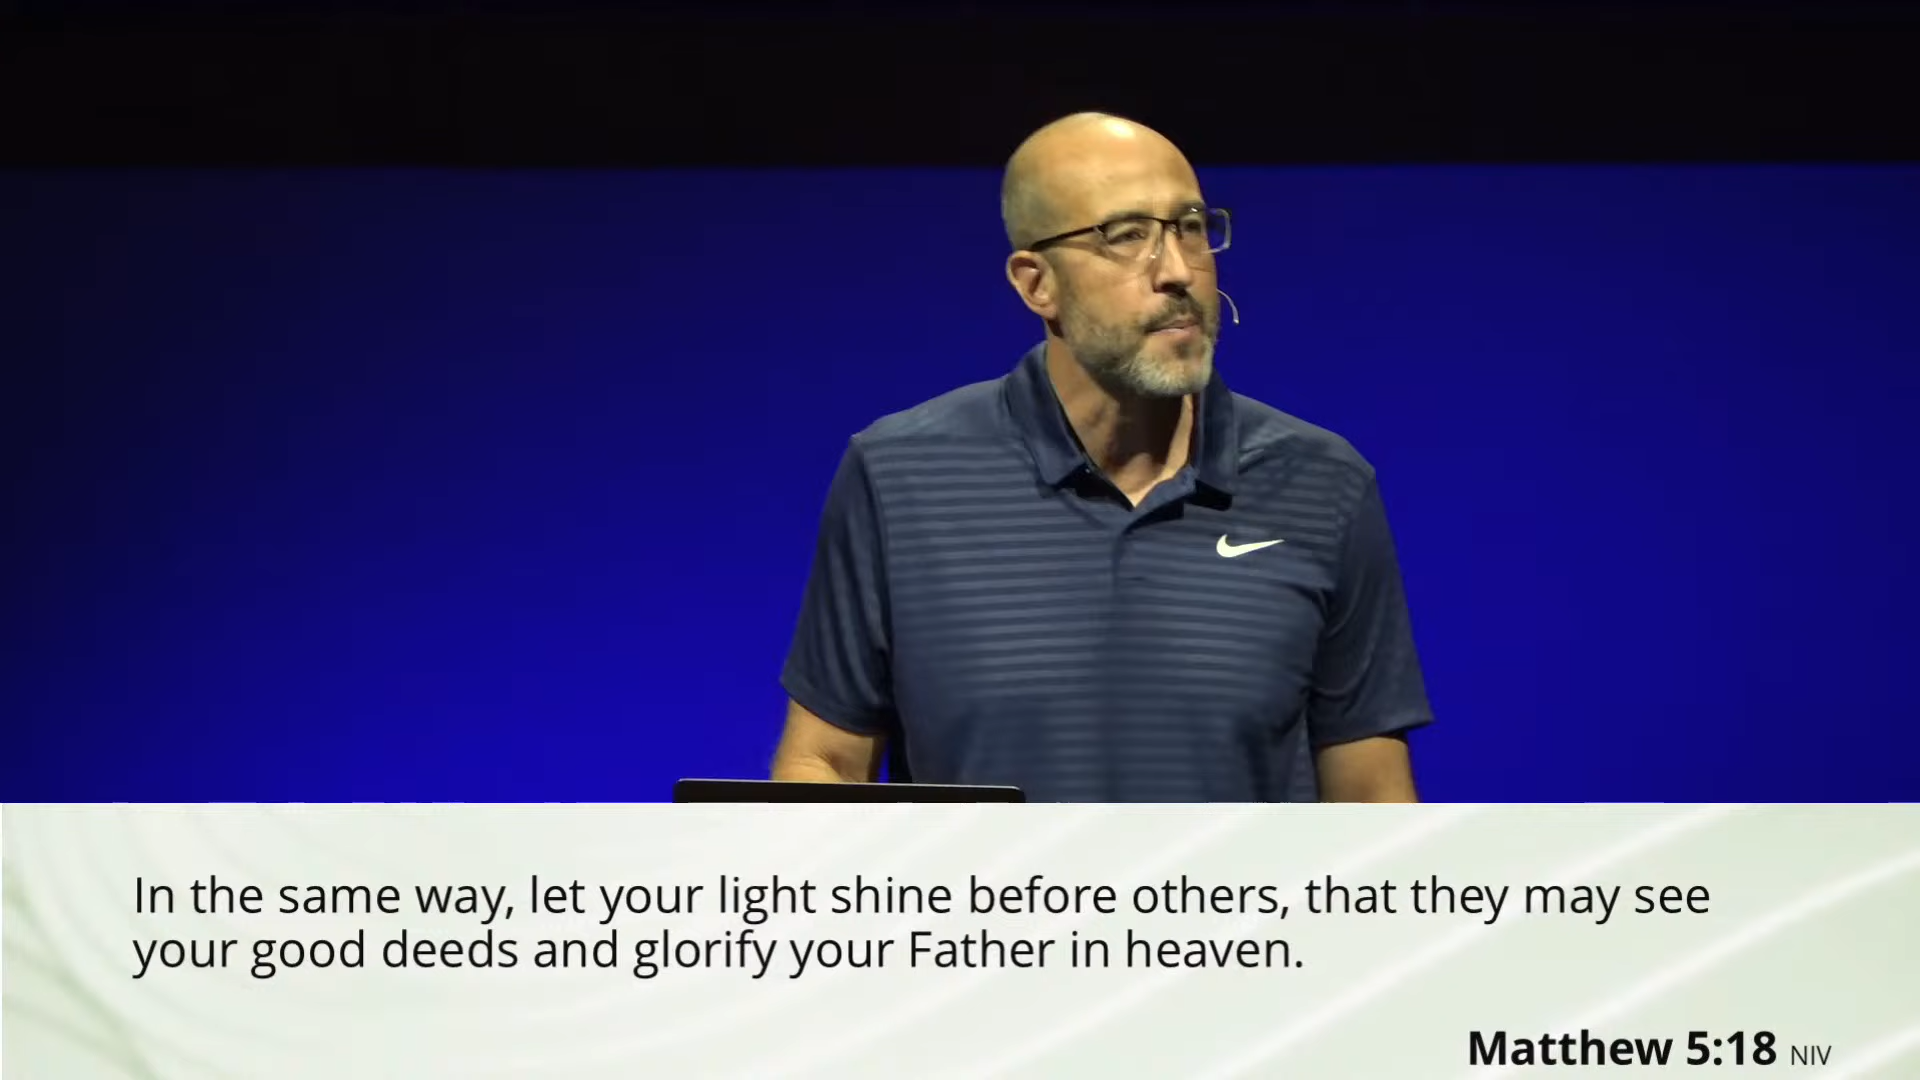 In the same way, let your light shine before others, that they may see
your good deeds and glorify your Father in heaven.
Matthew 5:18 NIV